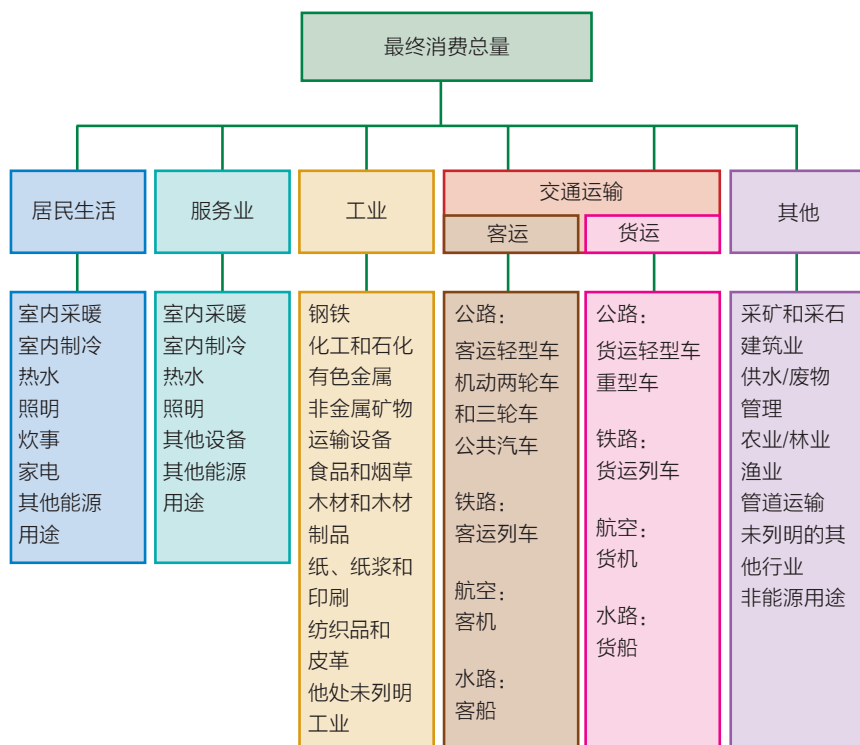 最终消费总量
居民生活
服务业
工业
交通运输
客运
货运
其他
室内采暖
室内制冷
热水
照明
炊事
家电
其他能源
用途
室内采暖
室内制冷
热水
照明
其他设备
其他能源
用途
钢铁
化工和石化
有色金属
非金属矿物
运输设备
食品和烟草
木材和木材
制品
纸、纸浆和
印刷
纺织品和
皮革
他处未列明
工业
公路：
客运轻型车
机动两轮车
和三轮车
公共汽车
铁路：
客运列车
航空：
客机
水路：
客船
公路：
货运轻型车
重型车
铁路：
货运列车
航空：
货机
水路：
货船
采矿和采石
建筑业
供水/废物
管理
农业/林业
渔业
管道运输
未列明的其
他行业
非能源用途